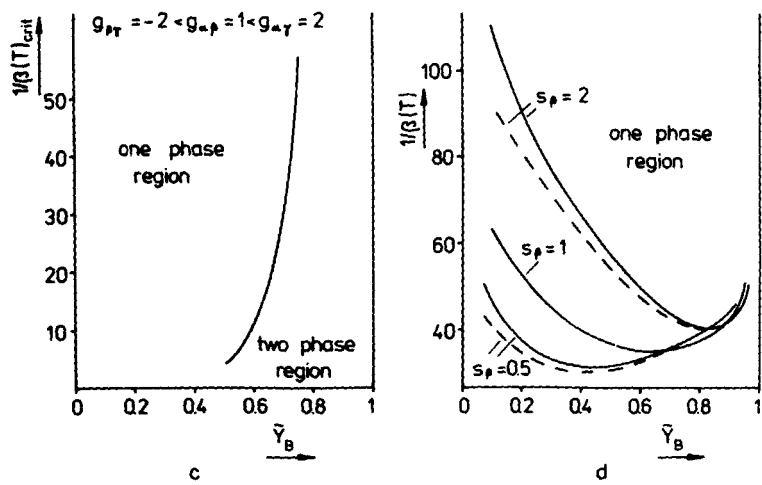 g_βγ = -2 < g_αβ = 1 < g_αγ = 2
1/β(T)_crit
50
40
30
20
10
one phase
region
two phase
region
0 0.2 0.4 0.6 0.8 1
Ỹ_B
c
1/β(T)
100
80
60
40
s_β = 2
one phase
region
s_β = 1
s_β = 0.5
0 0.2 0.4 0.6 0.8 1
Ỹ_B
d